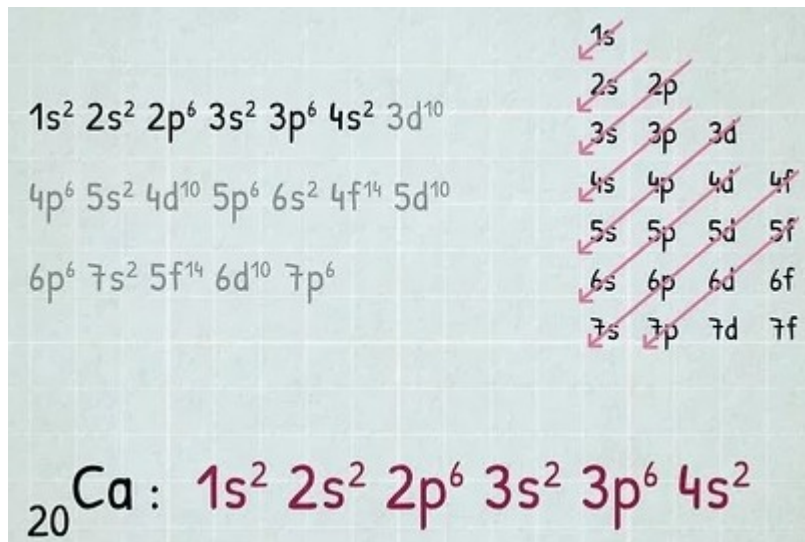 1s² 2s² 2p⁶ 3s² 3p⁶ 4s² 3d¹⁰
4p⁶ 5s² 4d¹⁰ 5p⁶ 6s² 4f¹⁴ 5d¹⁰
6p⁶ 7s² 5f¹⁴ 6d¹⁰ 7p⁶
1s
2s 2p
3s 3p 3d
4s 4p 4d 4f
5s 5p 5d 5f
6s 6p 6d 6f
7s 7p 7d 7f
₂₀Ca: 1s² 2s² 2p⁶ 3s² 3p⁶ 4s²